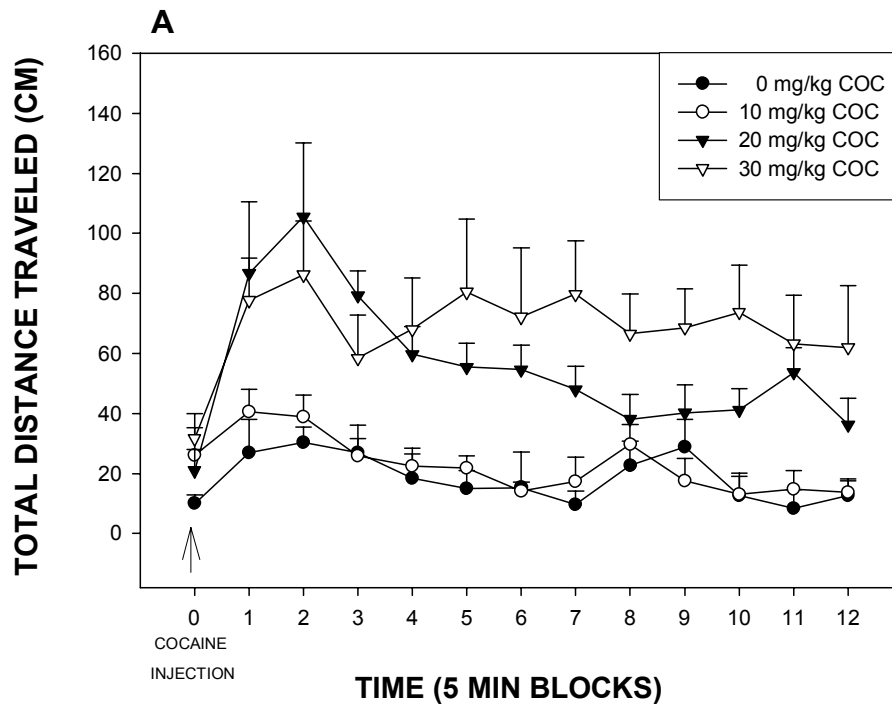 A
TOTAL DISTANCE TRAVELED (CM)
160
140
120
100
80
60
40
20
0
0 mg/kg COC
10 mg/kg COC
20 mg/kg COC
30 mg/kg COC
0 1 2 3 4 5 6 7 8 9 10 11 12
COCAINE
INJECTION
TIME (5 MIN BLOCKS)